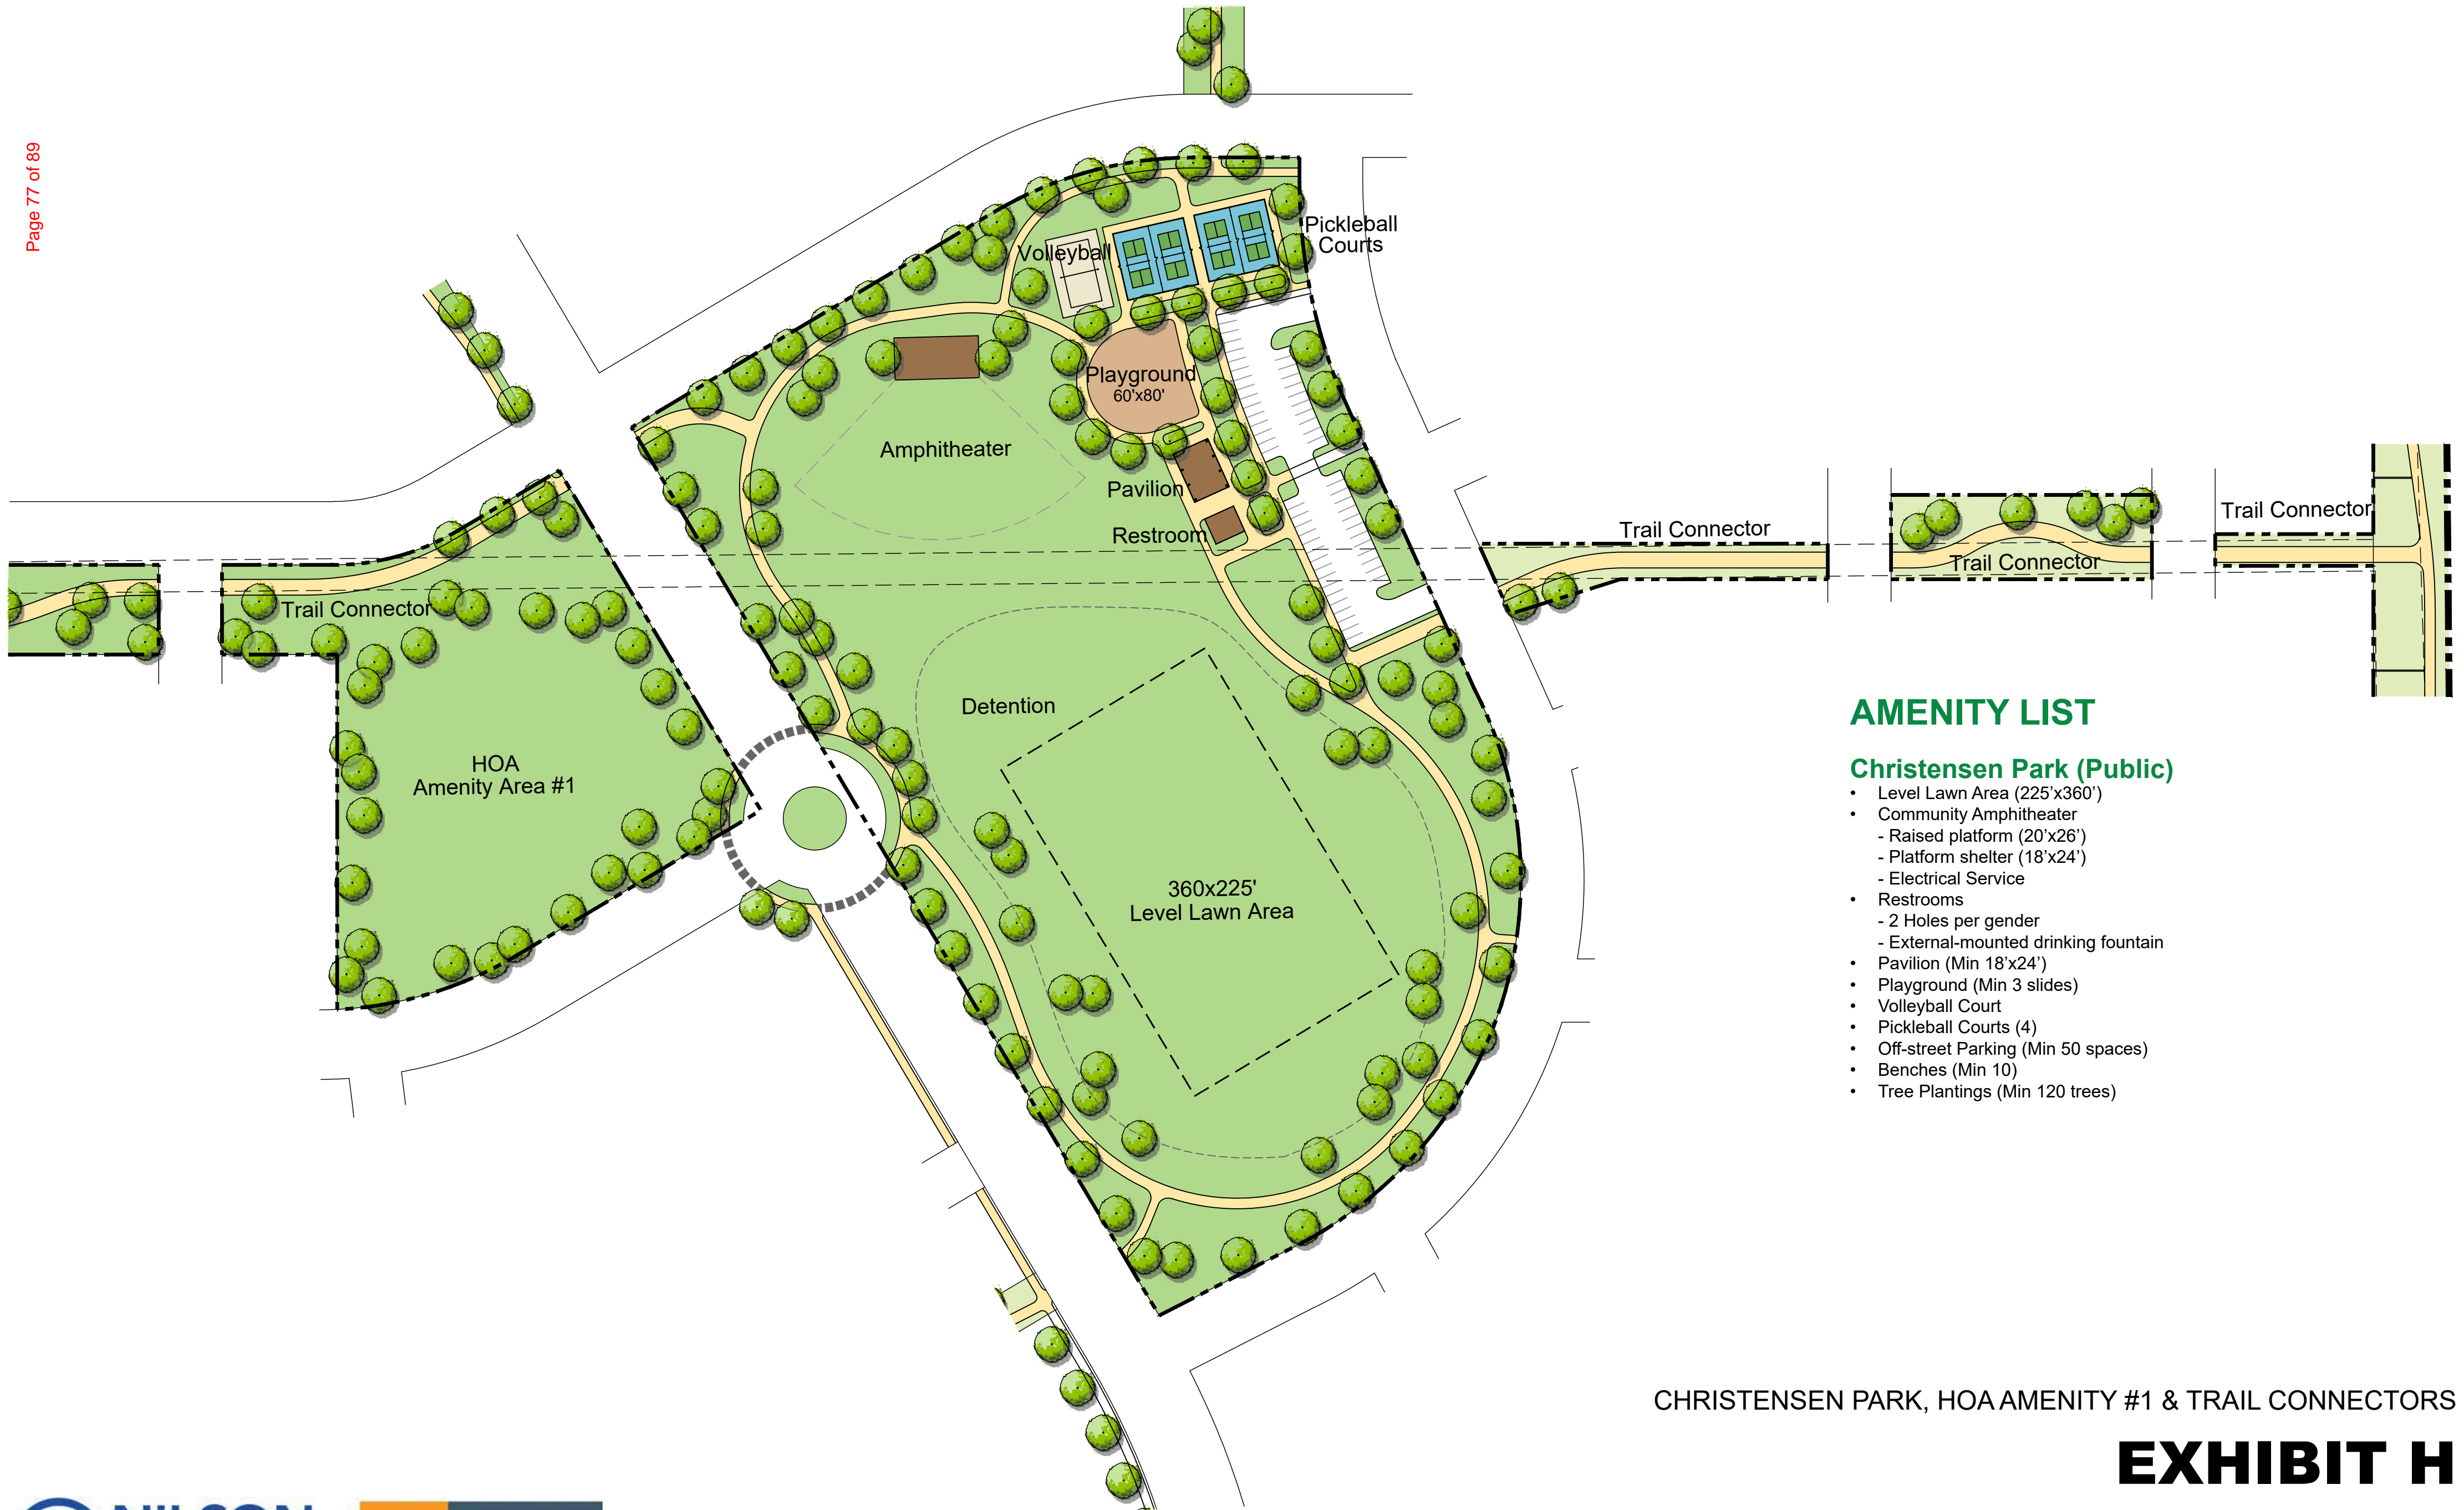 Page 77 of 89
Volleyball
Pickleball
Courts
Playground
60'x80'
Amphitheater
Pavilion
Restroom
Trail Connector
Trail Connector
Trail Connector
Trail Connector
Detention
HOA
Amenity Area #1
360x225'
Level Lawn Area
AMENITY LIST
Christensen Park (Public)
• Level Lawn Area (225’x360’)
• Community Amphitheater
- Raised platform (20’x26’)
- Platform shelter (18’x24’)
- Electrical Service
• Restrooms
- 2 Holes per gender
- External-mounted drinking fountain
• Pavilion (Min 18’x24’)
• Playground (Min 3 slides)
• Volleyball Court
• Pickleball Courts (4)
• Off-street Parking (Min 50 spaces)
• Benches (Min 10)
• Tree Plantings (Min 120 trees)
CHRISTENSEN PARK, HOA AMENITY #1 & TRAIL CONNECTORS
EXHIBIT H